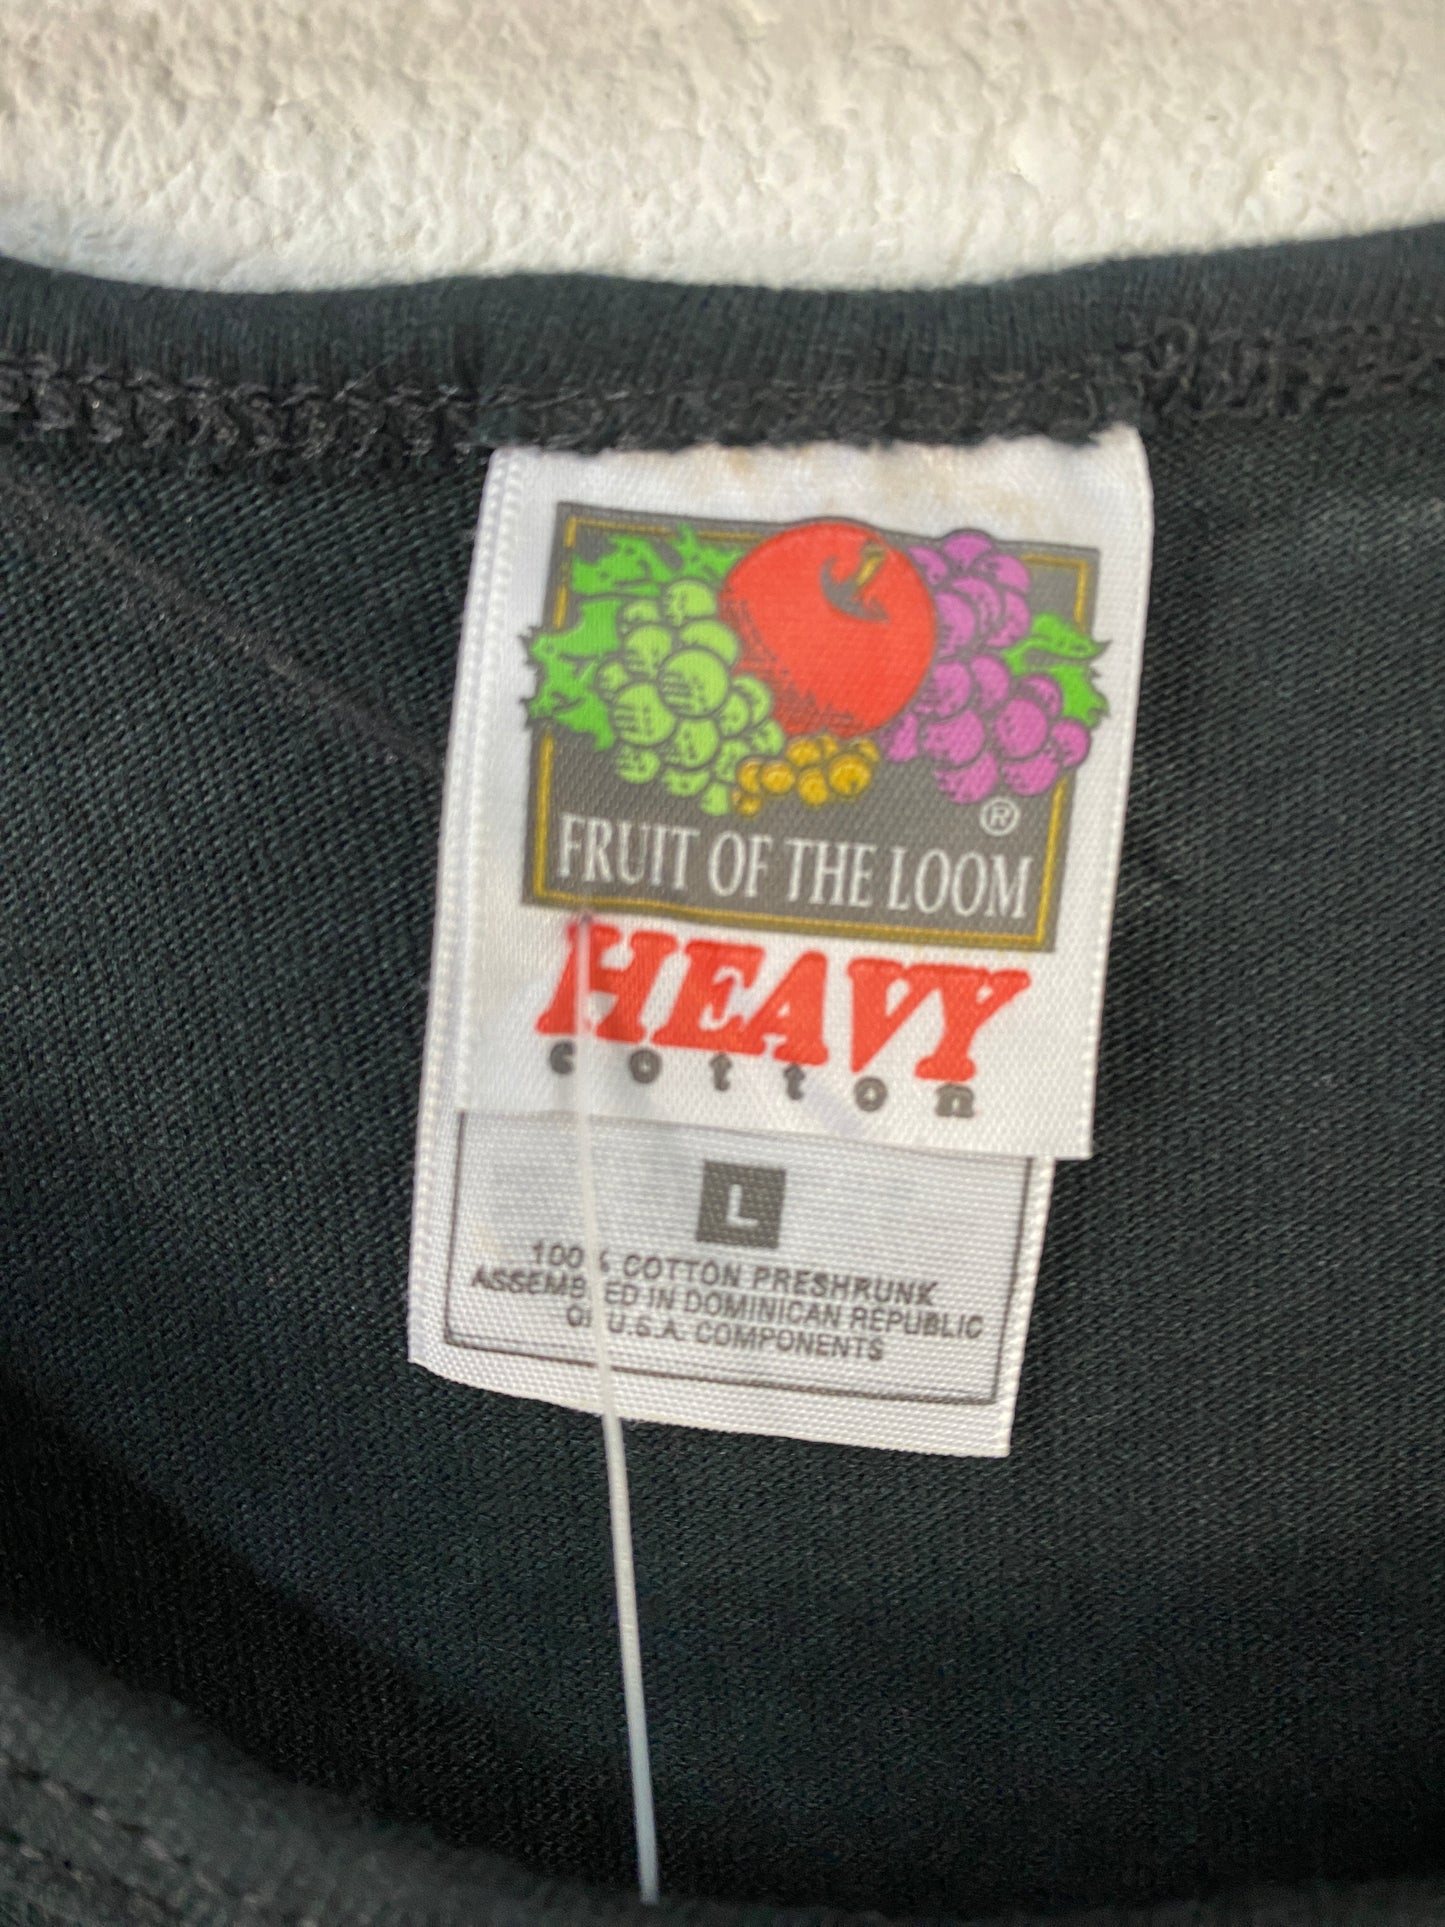 ®
FRUIT OF THE LOOM
HEAVY
cotton
L
100% COTTON PRESHRUNK
ASSEMBLED IN DOMINICAN REPUBLIC
OF U.S.A. COMPONENTS